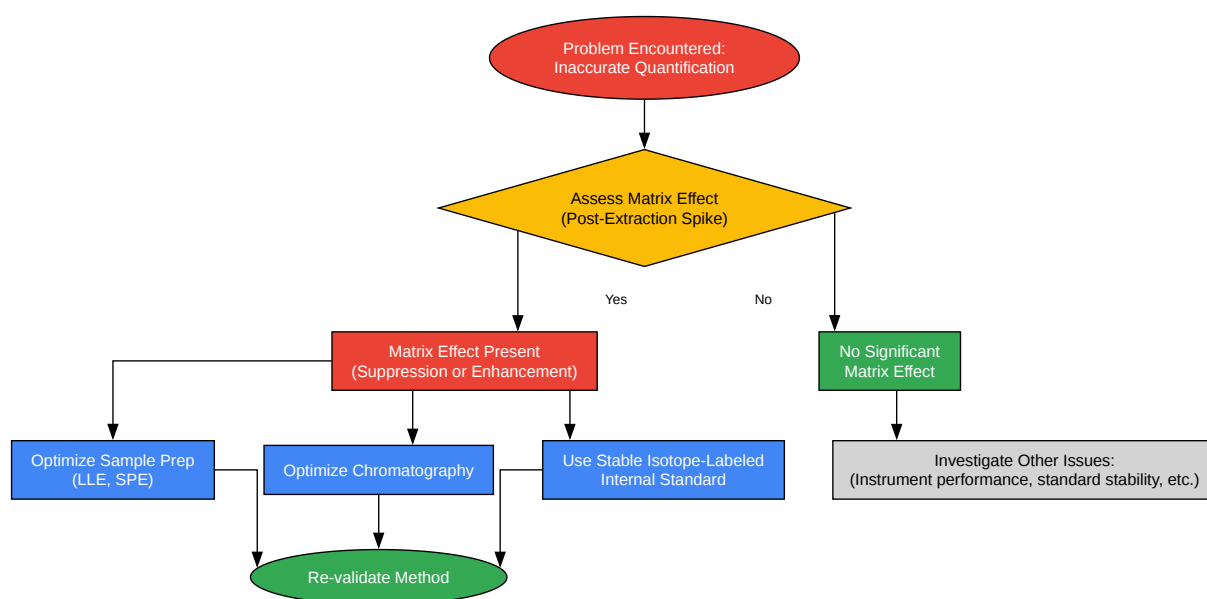 Problem Encountered:
Inaccurate Quantification
Assess Matrix Effect
(Post-Extraction Spike)
Yes
No
Matrix Effect Present
(Suppression or Enhancement)
No Significant
Matrix Effect
Optimize Sample Prep
(LLE, SPE)
Optimize Chromatography
Use Stable Isotope-Labeled
Internal Standard
Investigate Other Issues:
(Instrument performance, standard stability, etc.)
Re-validate Method